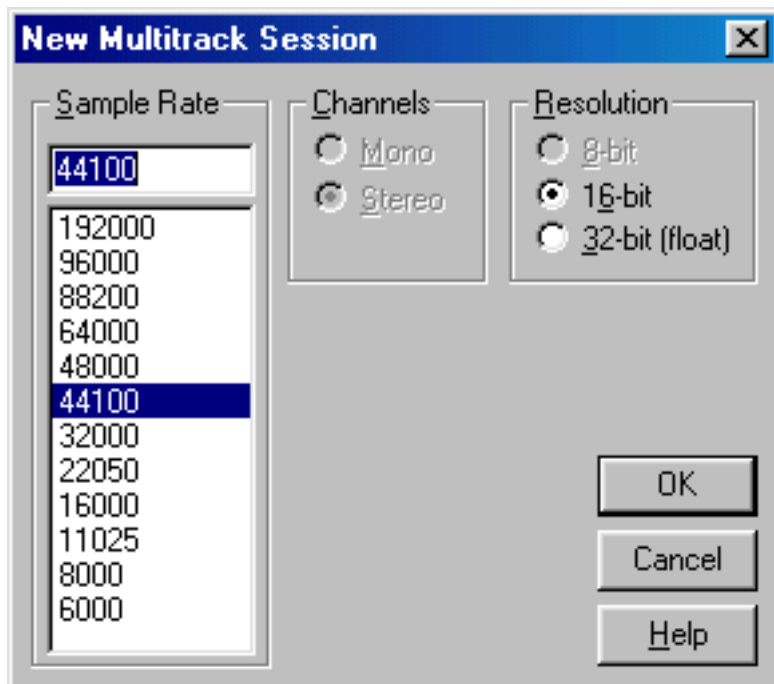 New Multitrack Session
Sample Rate
44100
192000
96000
88200
64000
48000
44100
32000
22050
16000
11025
8000
6000
Channels
Mono
Stereo
Resolution
8-bit
16-bit
32-bit (float)
OK
Cancel
Help